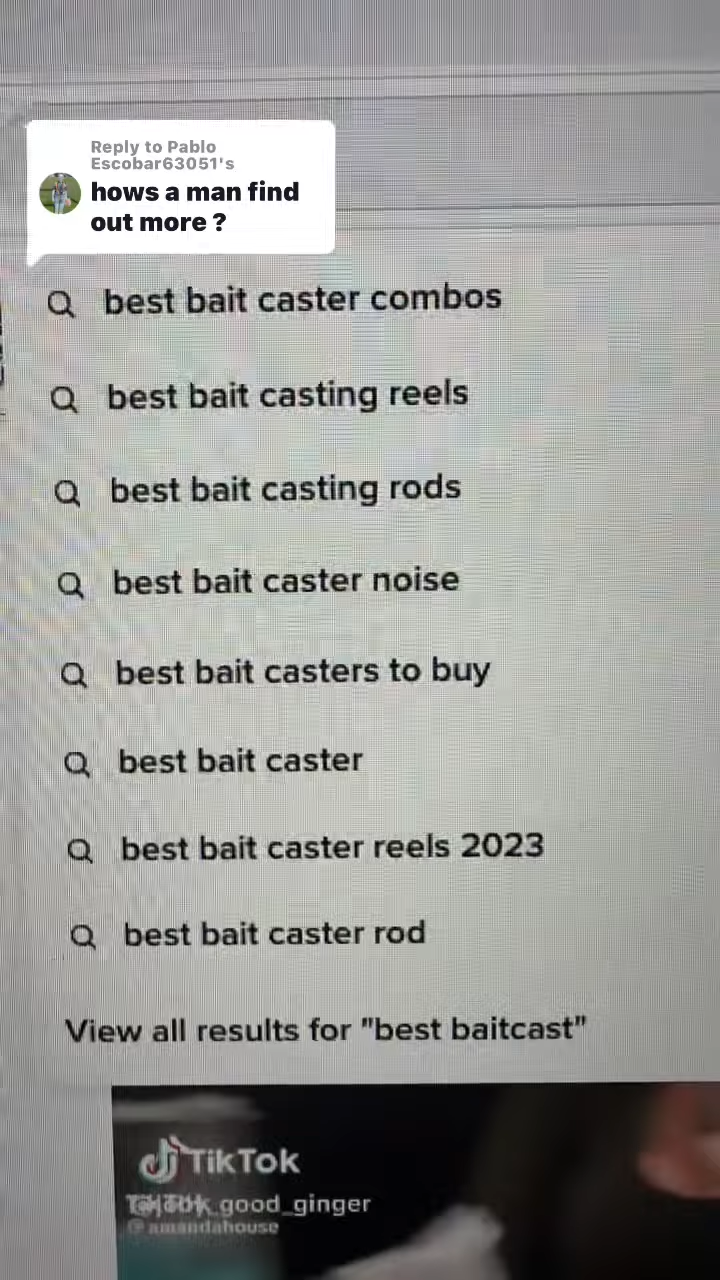 Reply to Pablo
Escobar63051's
hows a man find
out more ?
best bait caster combos
best bait casting reels
best bait casting rods
best bait caster noise
best bait casters to buy
best bait caster
best bait caster reels 2023
best bait caster rod
View all results for "best baitcast"
TikTok
good_ginger
@amandahouse